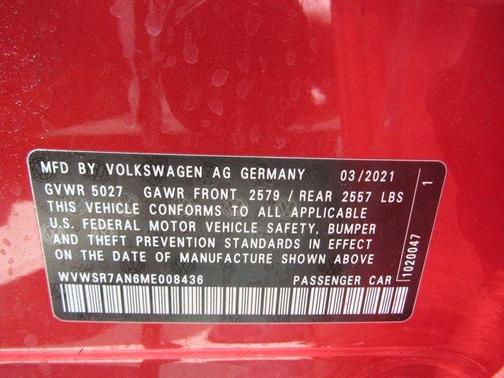 MFD BY VOLKSWAGEN AG GERMANY 03/2021
GVWR 5027 GAWR FRONT 2579 / REAR 2557 LBS
THIS VEHICLE CONFORMS TO ALL APPLICABLE
U.S. FEDERAL MOTOR VEHICLE SAFETY, BUMPER
AND THEFT PREVENTION STANDARDS IN EFFECT
ON THE DATE OF MANUFACTURE SHOWN ABOVE
WVWSR7AN6ME008436 PASSENGER CAR
1020047 1